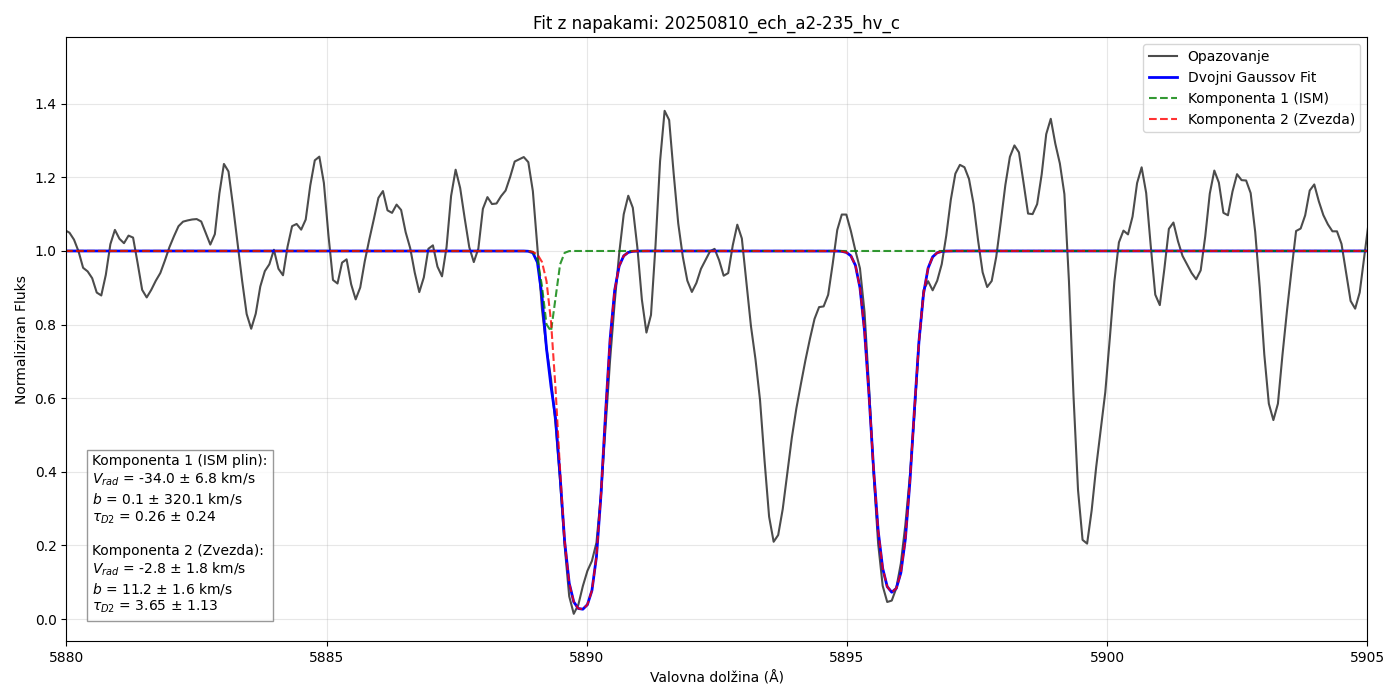 Fit z napakami: 20250810_ech_a2-235_hv_c
Normaliziran Fluks
1.4
1.2
1.0
0.8
0.6
0.4
0.2
0.0
Opazovanje
Dvojni Gaussov Fit
Komponenta 1 (ISM)
Komponenta 2 (Zvezda)
Komponenta 1 (ISM plin):
V_rad = -34.0 ± 6.8 km/s
b = 0.1 ± 320.1 km/s
τ_D2 = 0.26 ± 0.24
Komponenta 2 (Zvezda):
V_rad = -2.8 ± 1.8 km/s
b = 11.2 ± 1.6 km/s
τ_D2 = 3.65 ± 1.13
5880 5885 5890 5895 5900 5905
Valovna dolžina (Å)